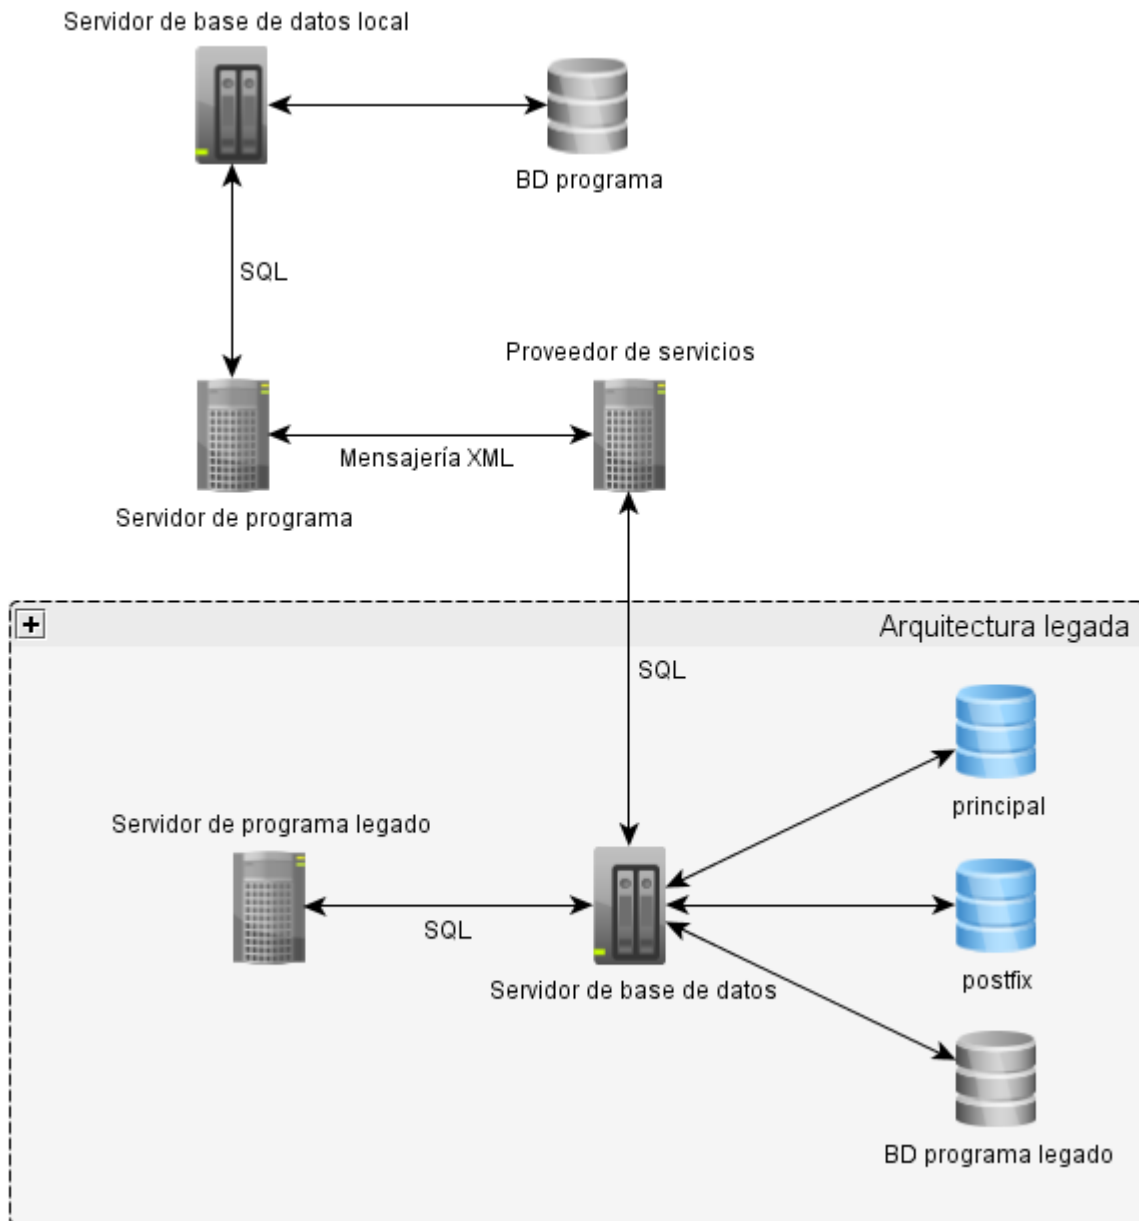 Servidor de base de datos local
BD programa
SQL
Proveedor de servicios
Mensajería XML
Servidor de programa
Arquitectura legada
SQL
principal
Servidor de programa legado
SQL
postfix
Servidor de base de datos
BD programa legado